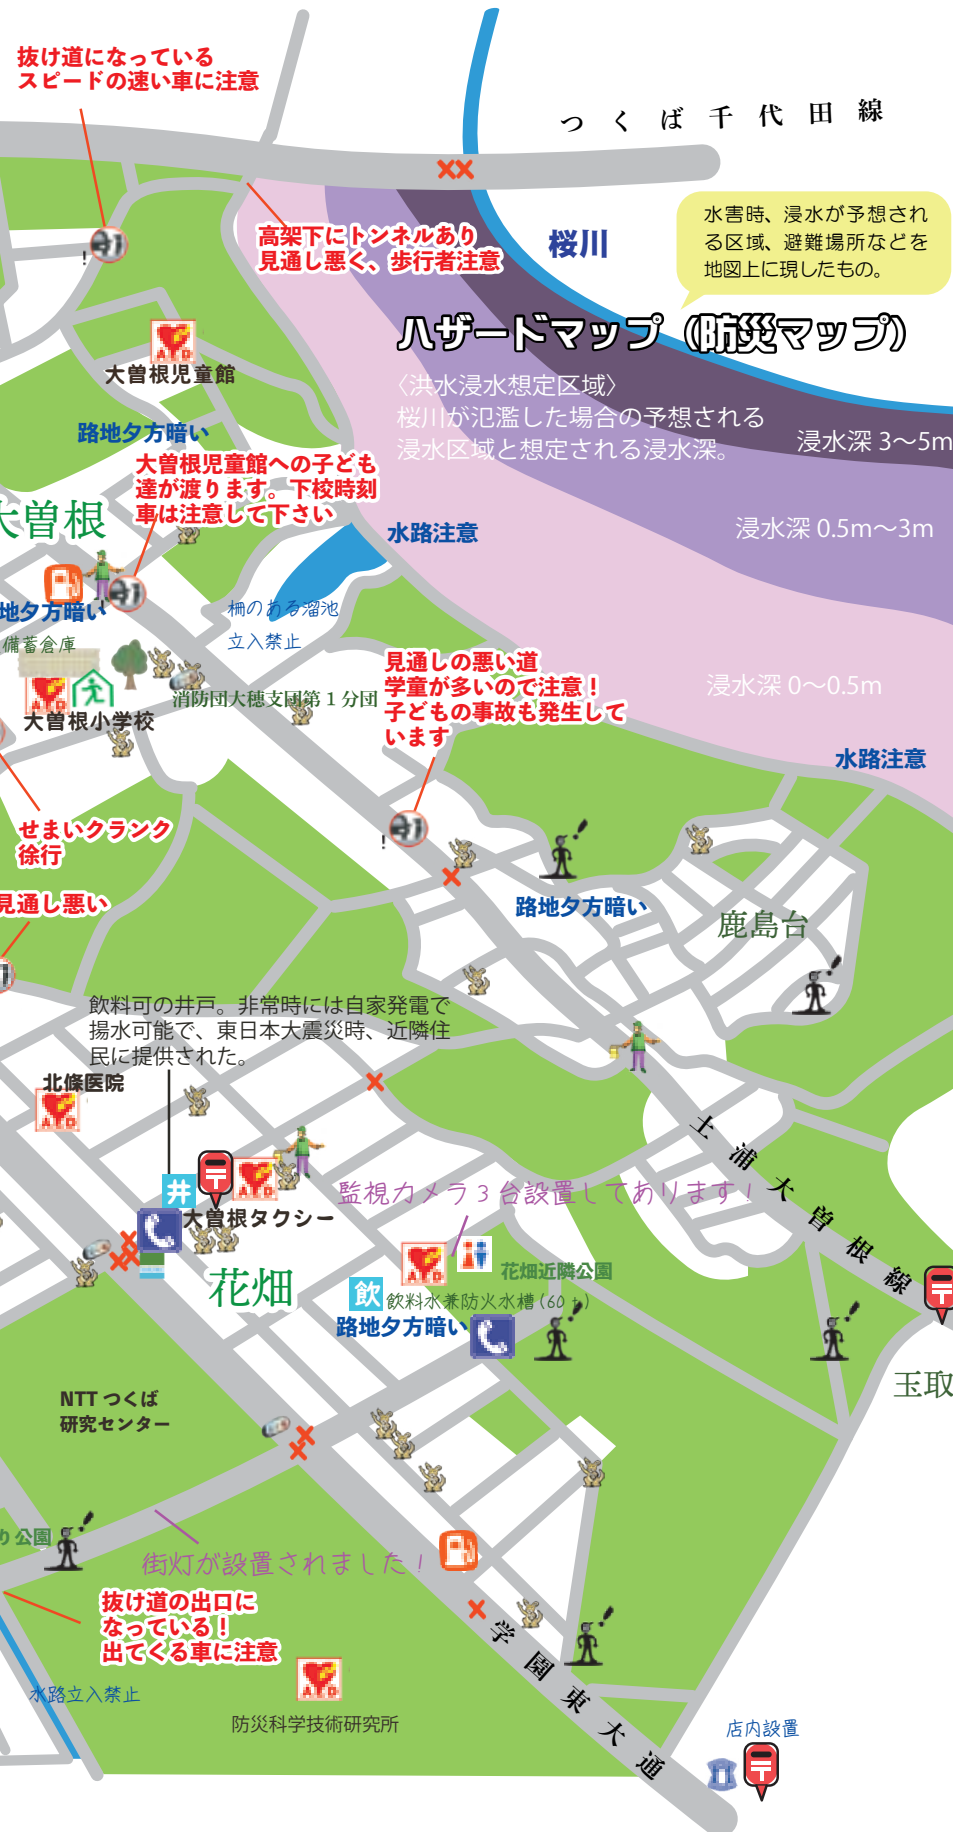 抜け道になっている
スピードの速い車に注意
つくば千代田線
水害時、浸水が予想され
る区域、避難場所などを
地図上に現したもの。
高架下にトンネルあり
見通し悪く、歩行者注意
桜川
ハザードマップ（防災マップ）
〈洪水浸水想定区域〉
桜川が氾濫した場合の予想される
浸水区域と想定される浸水深。
浸水深 3～5m
浸水深 0.5m～3m
浸水深 0～0.5m
AED
大曽根児童館
路地夕方暗い
大曽根児童館への子ども
達が渡ります。下校時刻
車は注意して下さい
大曽根
水路注意
地夕方暗い
備蓄倉庫
柵のある溜池
立入禁止
AED
大曽根小学校
消防団大穂支団第1分団
見通しの悪い道
学童が多いので注意！
子どもの事故も発生して
います
水路注意
せまいクランク
徐行
見通し悪い
路地夕方暗い
鹿島台
飲料可の井戸。非常時には自家発電で
揚水可能で、東日本大震災時、近隣住
民に提供された。
北條医院
AED
土浦大曽根線
井
AED
大曽根タクシー
監視カメラ３台設置してあります！
花畑
AED
花畑近隣公園
飲
飲料水兼防火水槽(60t)
路地夕方暗い
玉取
NTT つくば
研究センター
り公園
街灯が設置されました！
抜け道の出口に
なっている！
出てくる車に注意
水路立入禁止
AED
防災科学技術研究所
学園東大通
店内設置